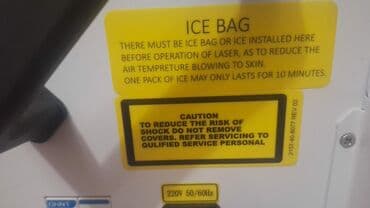 ICE BAG
THERE MUST BE ICE BAG OR ICE INSTALLED HERE
BEFORE OPERATION OF LASER, AS TO REDUCE THE
AIR TEMPRETURE BLOWING TO SKIN.
ONE PACK OF ICE MAY ONLY LASTS FOR 10 MINUTES.
CAUTION
TO REDUCE THE RISK OF
SHOCK DO NOT REMOVE
COVERS. REFER SERVICING TO
QULIFIED SERVICE PERSONAL
220V 50/60Hz
CHNT